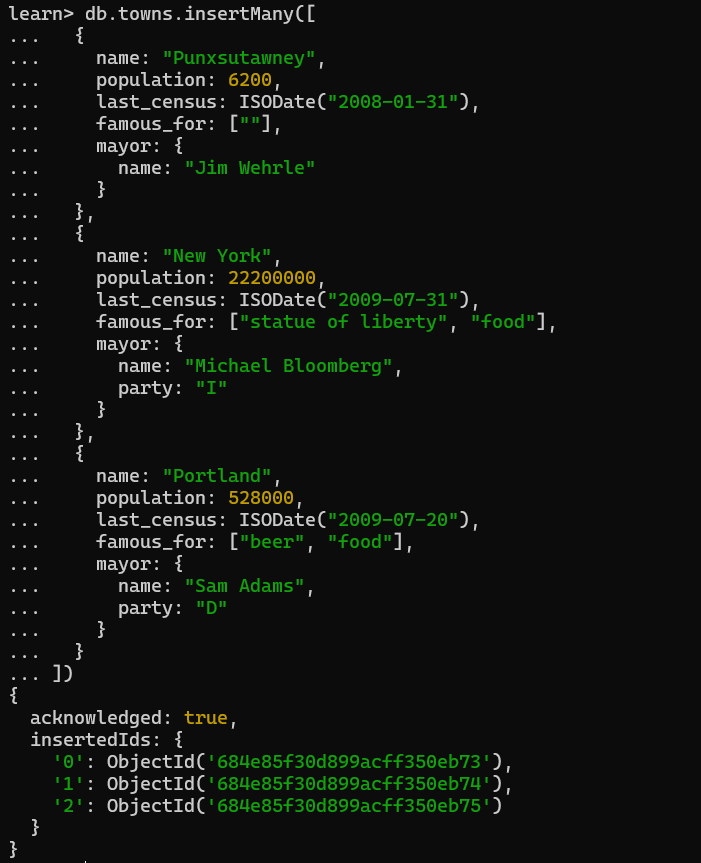 learn> db.towns.insertMany([
...   {
...     name: "Punxsutawney",
...     population: 6200,
...     last_census: ISODate("2008-01-31"),
...     famous_for: [""],
...     mayor: {
...       name: "Jim Wehrle"
...     }
...   },
...   {
...     name: "New York",
...     population: 22200000,
...     last_census: ISODate("2009-07-31"),
...     famous_for: ["statue of liberty", "food"],
...     mayor: {
...       name: "Michael Bloomberg",
...       party: "I"
...     }
...   },
...   {
...     name: "Portland",
...     population: 528000,
...     last_census: ISODate("2009-07-20"),
...     famous_for: ["beer", "food"],
...     mayor: {
...       name: "Sam Adams",
...       party: "D"
...     }
...   }
... ])
{
  acknowledged: true,
  insertedIds: {
    '0': ObjectId('684e85f30d899acff350eb73'),
    '1': ObjectId('684e85f30d899acff350eb74'),
    '2': ObjectId('684e85f30d899acff350eb75')
  }
}